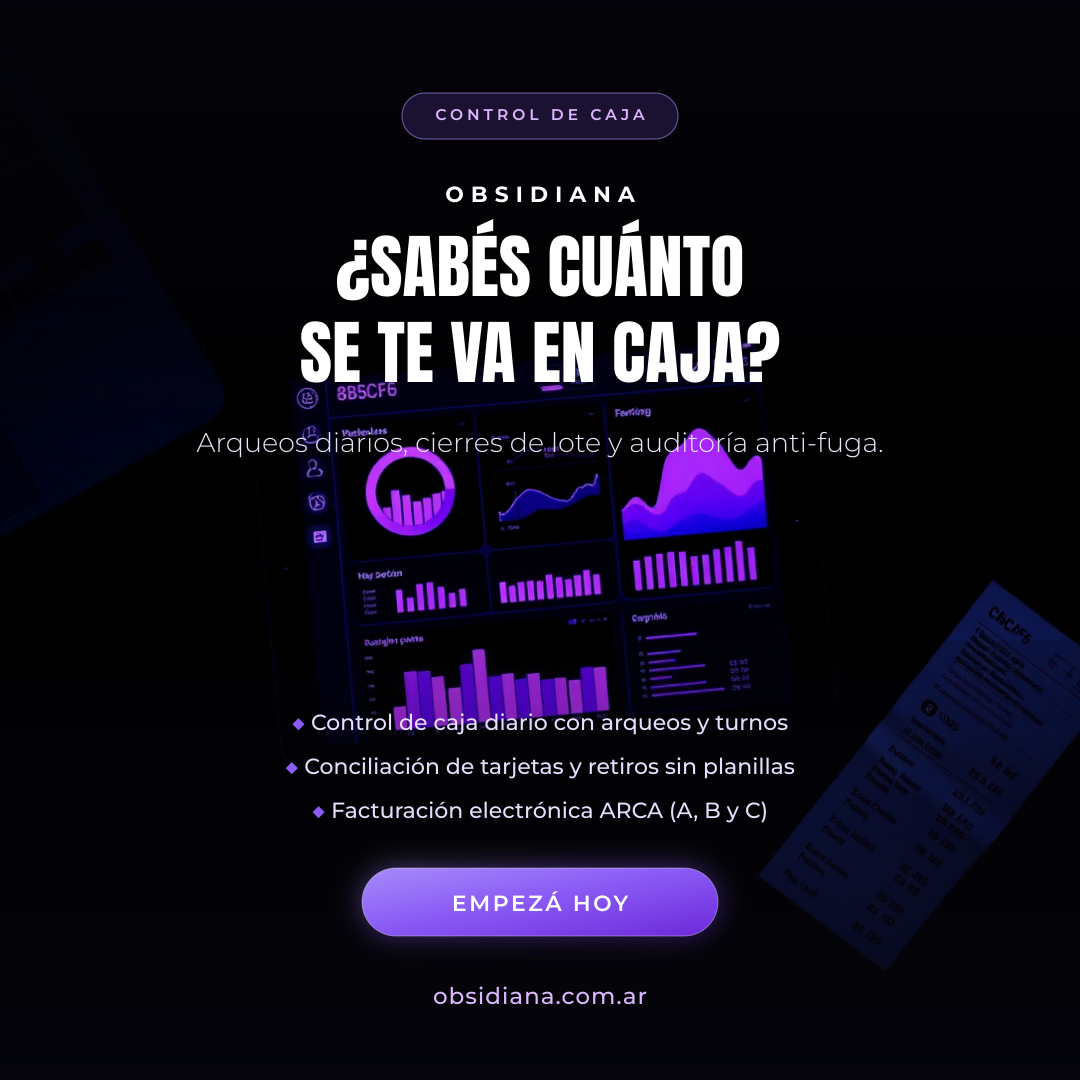 CONTROL DE CAJA
OBSIDIANA
¿SABÉS CUÁNTO
SE TE VA EN CAJA?
8B5CF6
Arqueos diarios, cierres de lote y auditoría anti-fuga.
◆ Control de caja diario con arqueos y turnos
◆ Conciliación de tarjetas y retiros sin planillas
◆ Facturación electrónica ARCA (A, B y C)
EMPEZÁ HOY
obsidiana.com.ar